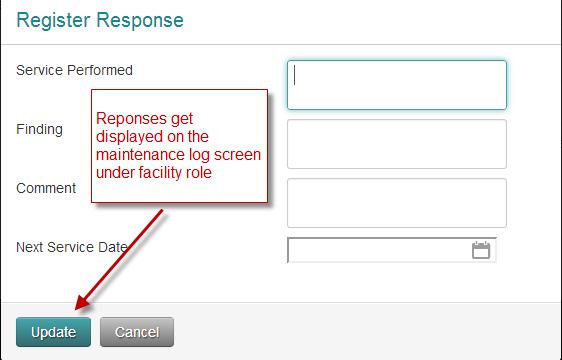 Register Response
Service Performed
Reponses get
displayed on the
maintenance log screen
under facility role
Finding
Comment
Next Service Date
Update
Cancel